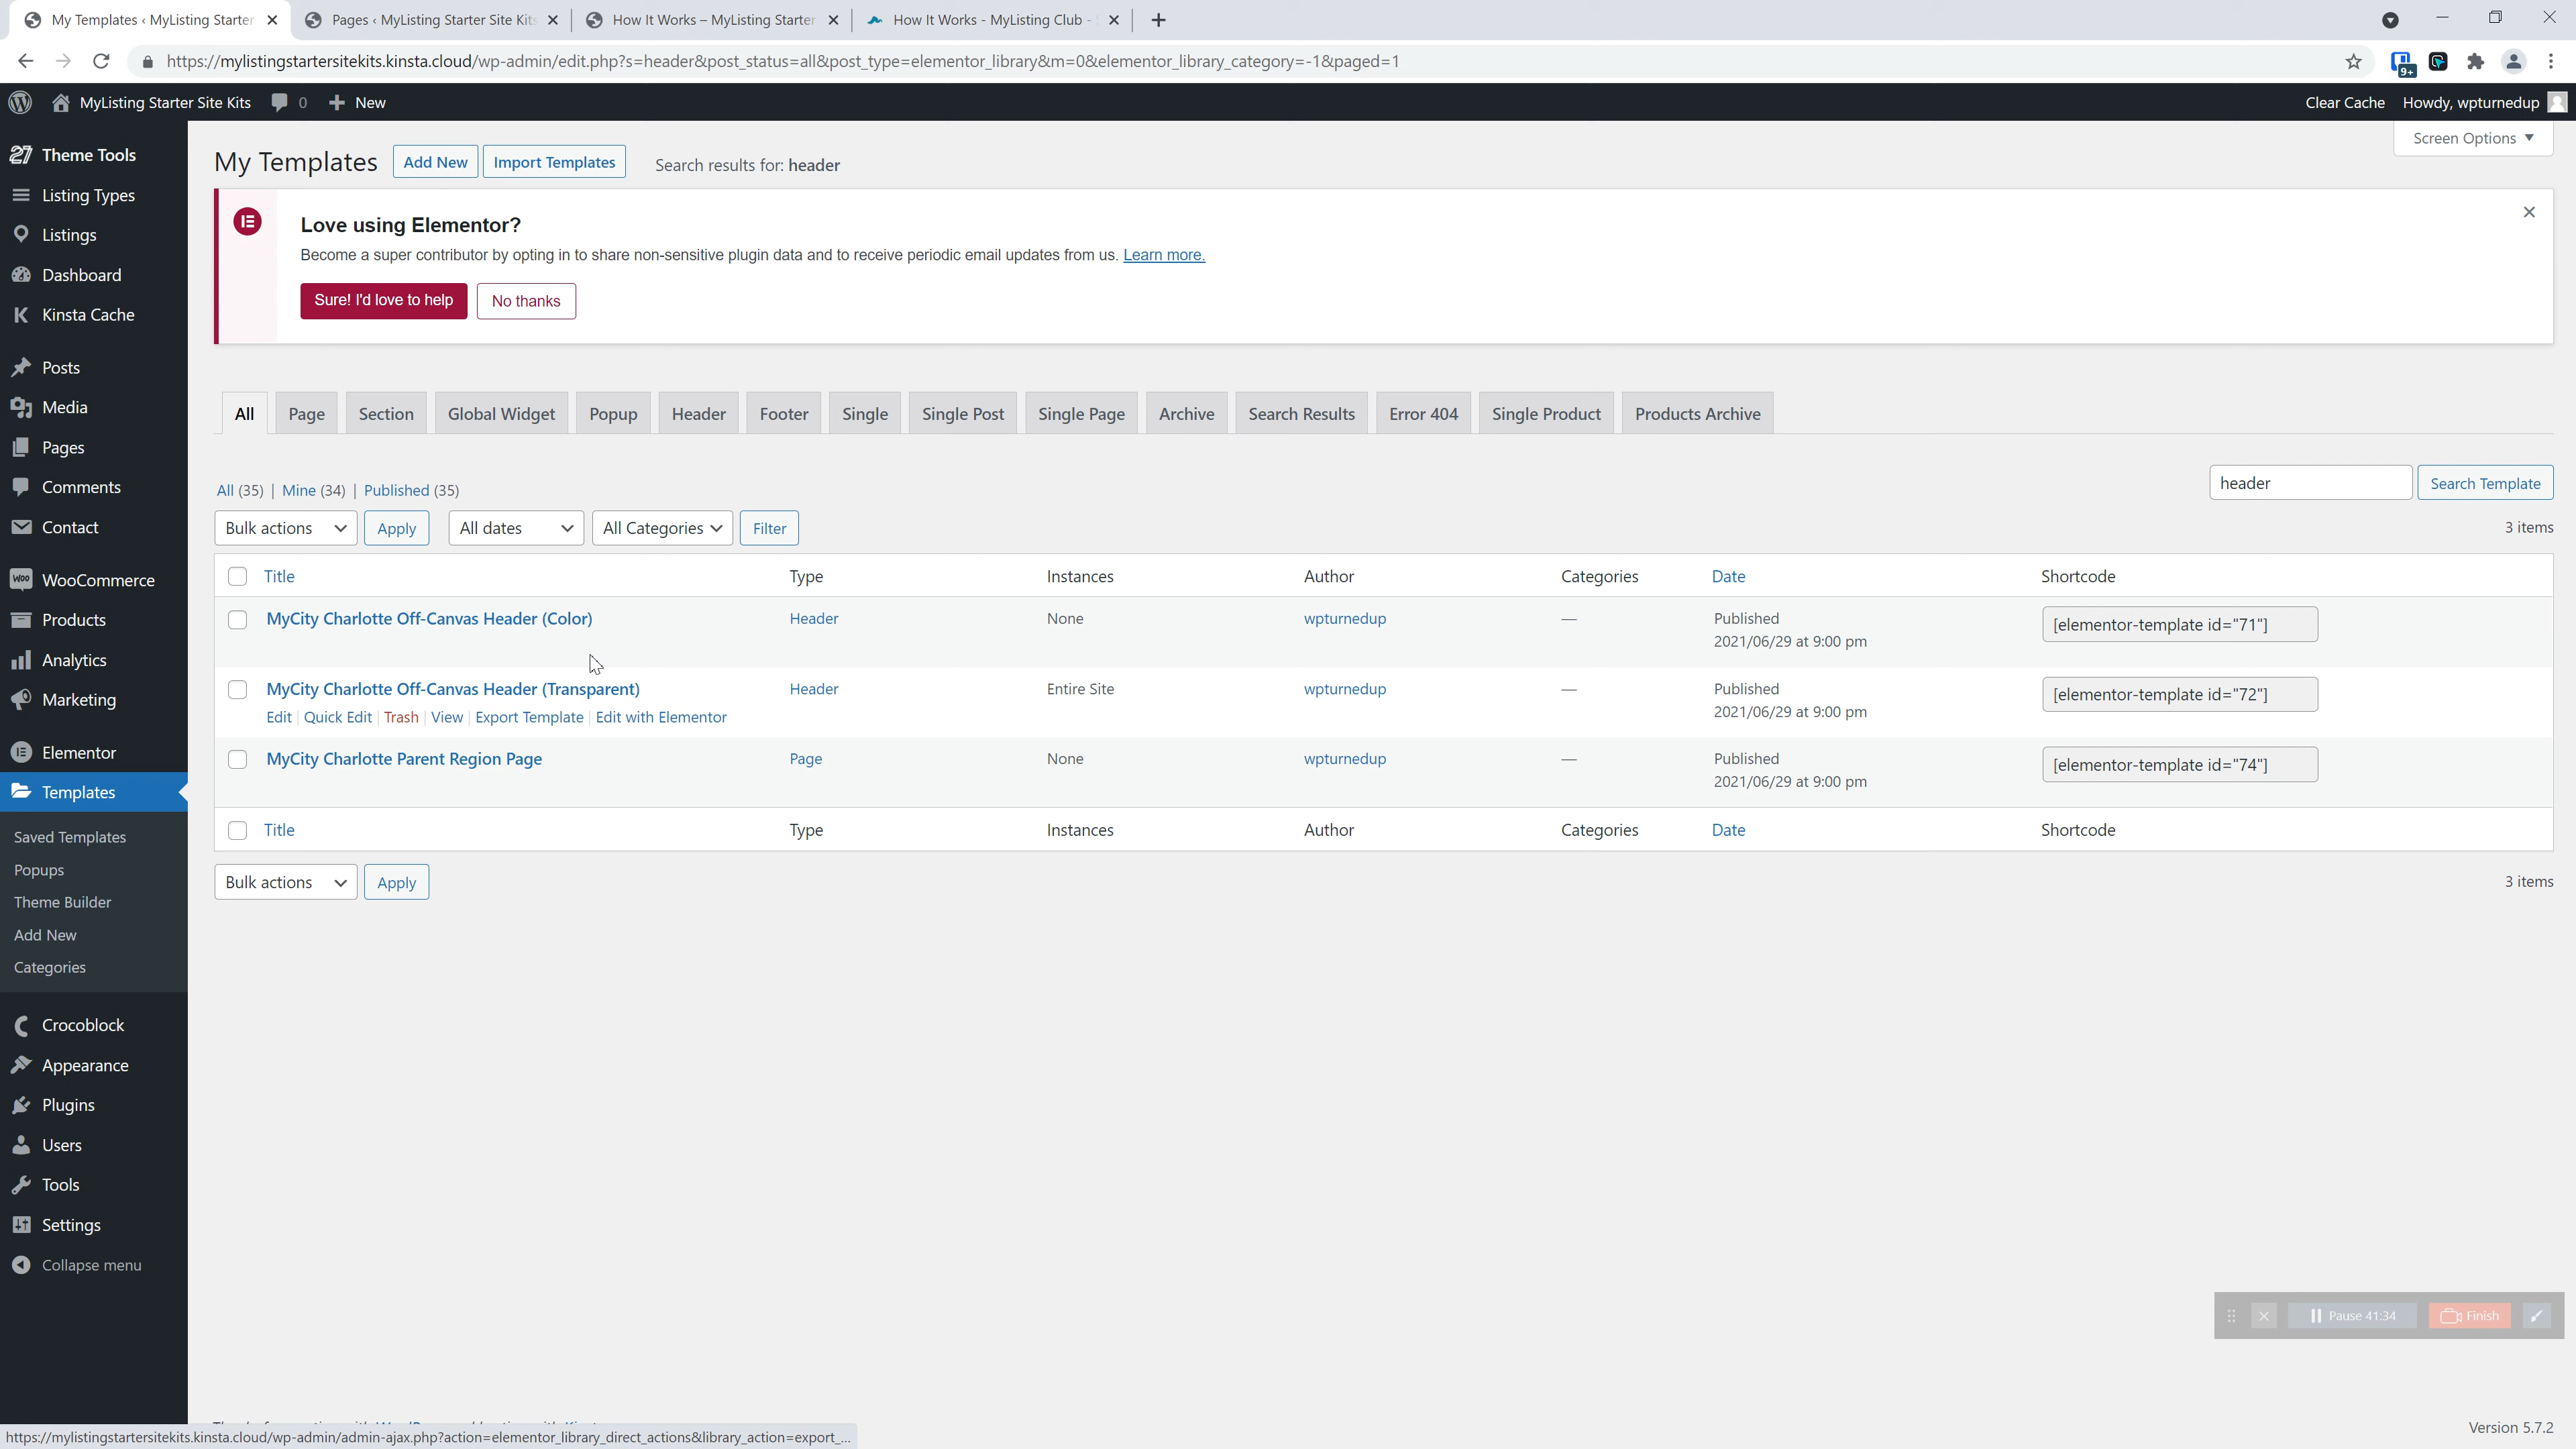 My Templates ‹ MyListing Starter
Pages ‹ MyListing Starter Site Kits
How It Works – MyListing Starter
How It Works - MyListing Club -
https://mylistingstartersitekits.kinsta.cloud/wp-admin/edit.php?s=header&post_status=all&post_type=elementor_library&m=0&elementor_library_category=-1&paged=1
9+
MyListing Starter Site Kits
0
New
Clear Cache
Howdy, wpturnedup
27 Theme Tools
Listing Types
Listings
Dashboard
K Kinsta Cache
Posts
Media
Pages
Comments
Contact
Woo WooCommerce
Products
Analytics
Marketing
Elementor
Templates
Saved Templates
Popups
Theme Builder
Add New
Categories
Crocoblock
Appearance
Plugins
Users
Tools
Settings
Collapse menu
My Templates
Add New
Import Templates
Search results for: header
Screen Options
Love using Elementor?
Become a super contributor by opting in to share non-sensitive plugin data and to receive periodic email updates from us. Learn more.
Sure! I'd love to help
No thanks
All Page Section Global Widget Popup Header Footer Single Single Post Single Page Archive Search Results Error 404 Single Product Products Archive
All (35) | Mine (34) | Published (35)
header
Search Template
Bulk actions Apply All dates All Categories Filter
3 items
Title Type Instances Author Categories Date Shortcode
MyCity Charlotte Off-Canvas Header (Color) Header None wpturnedup — Published [elementor-template id="71"]
2021/06/29 at 9:00 pm
MyCity Charlotte Off-Canvas Header (Transparent) Header Entire Site wpturnedup — Published [elementor-template id="72"]
Edit | Quick Edit | Trash | View | Export Template | Edit with Elementor
2021/06/29 at 9:00 pm
MyCity Charlotte Parent Region Page Page None wpturnedup — Published [elementor-template id="74"]
2021/06/29 at 9:00 pm
Title Type Instances Author Categories Date Shortcode
Bulk actions Apply
3 items
Pause 41:34
Finish
Version 5.7.2
https://mylistingstartersitekits.kinsta.cloud/wp-admin/admin-ajax.php?action=elementor_library_direct_actions&library_action=export_...